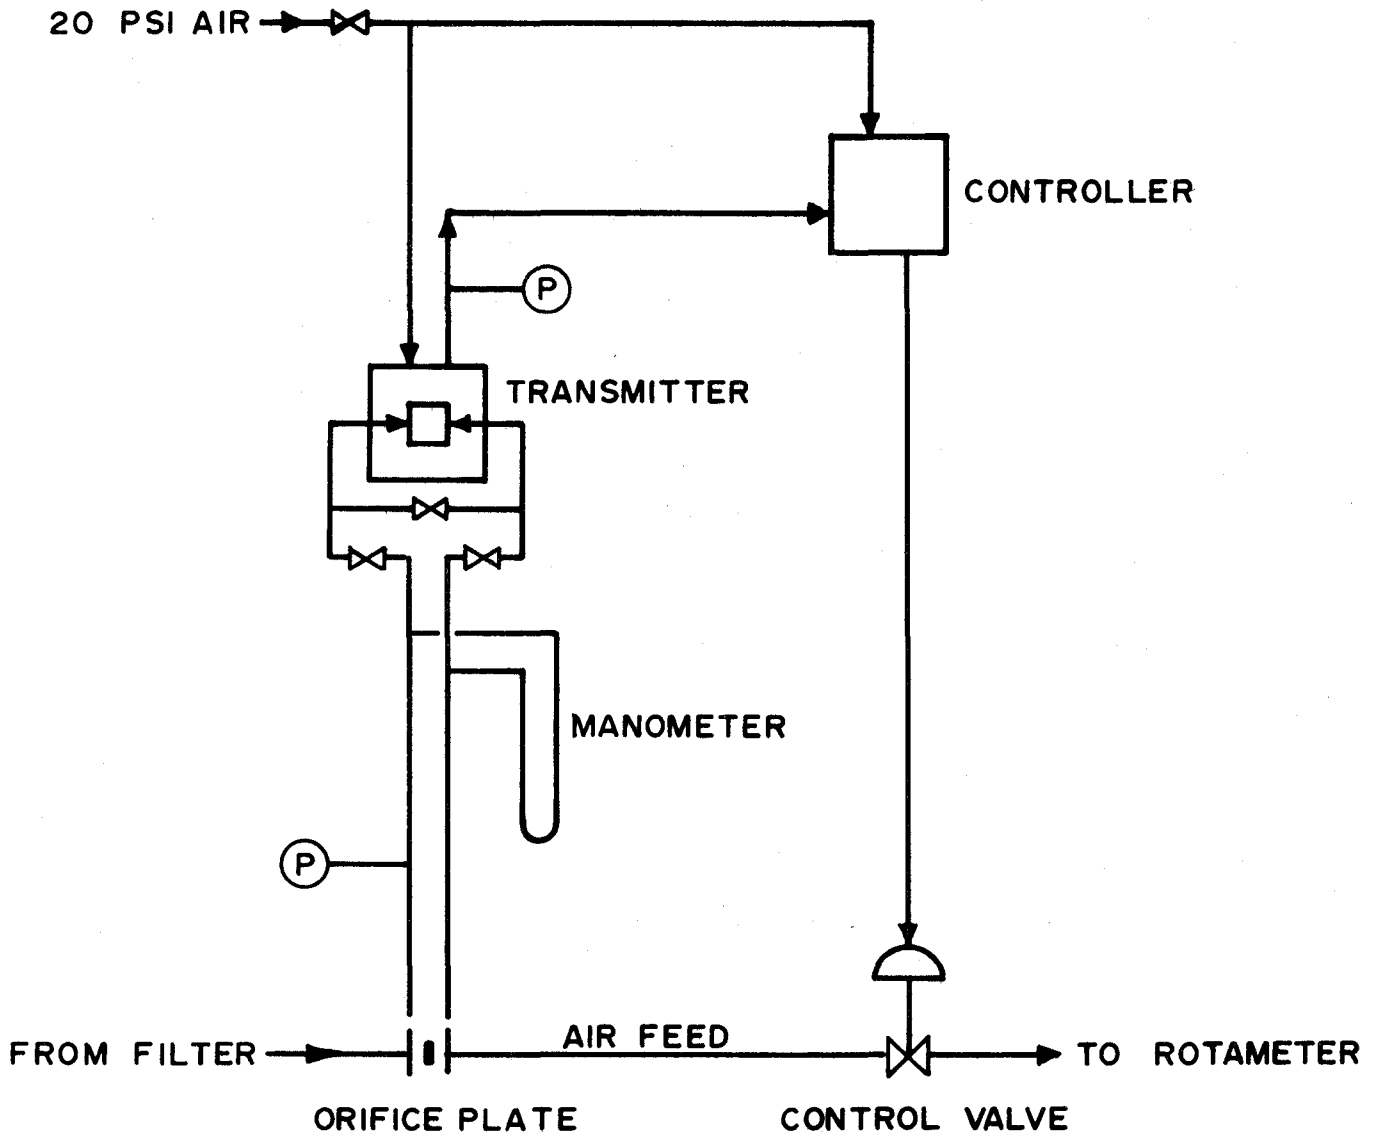 20 PSI AIR
CONTROLLER
P
TRANSMITTER
MANOMETER
P
AIR FEED
FROM FILTER
TO ROTAMETER
ORIFICE PLATE
CONTROL VALVE